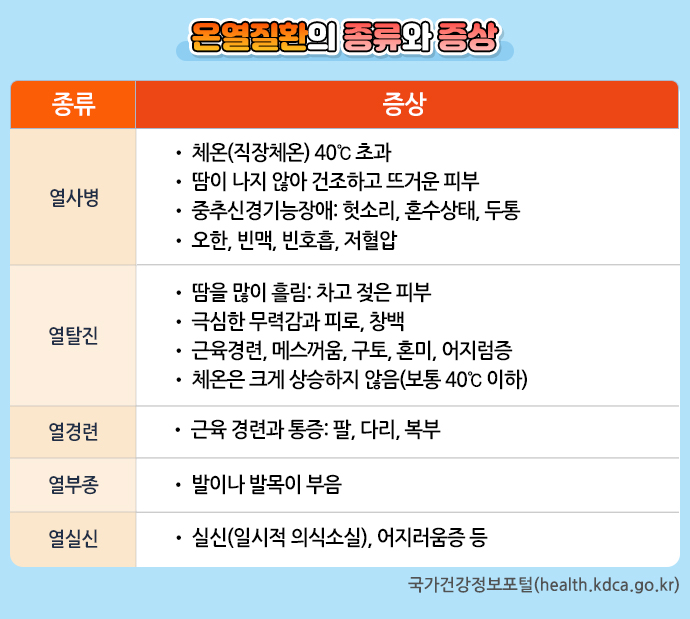 온열질환의 종류와 증상
종류
증상
열사병
• 체온(직장체온) 40℃ 초과
• 땀이 나지 않아 건조하고 뜨거운 피부
• 중추신경기능장애: 헛소리, 혼수상태, 두통
• 오한, 빈맥, 빈호흡, 저혈압
열탈진
• 땀을 많이 흘림: 차고 젖은 피부
• 극심한 무력감과 피로, 창백
• 근육경련, 메스꺼움, 구토, 혼미, 어지럼증
• 체온은 크게 상승하지 않음(보통 40℃ 이하)
열경련
• 근육 경련과 통증: 팔, 다리, 복부
열부종
• 발이나 발목이 부음
열실신
• 실신(일시적 의식소실), 어지러움증 등
국가건강정보포털(health.kdca.go.kr)